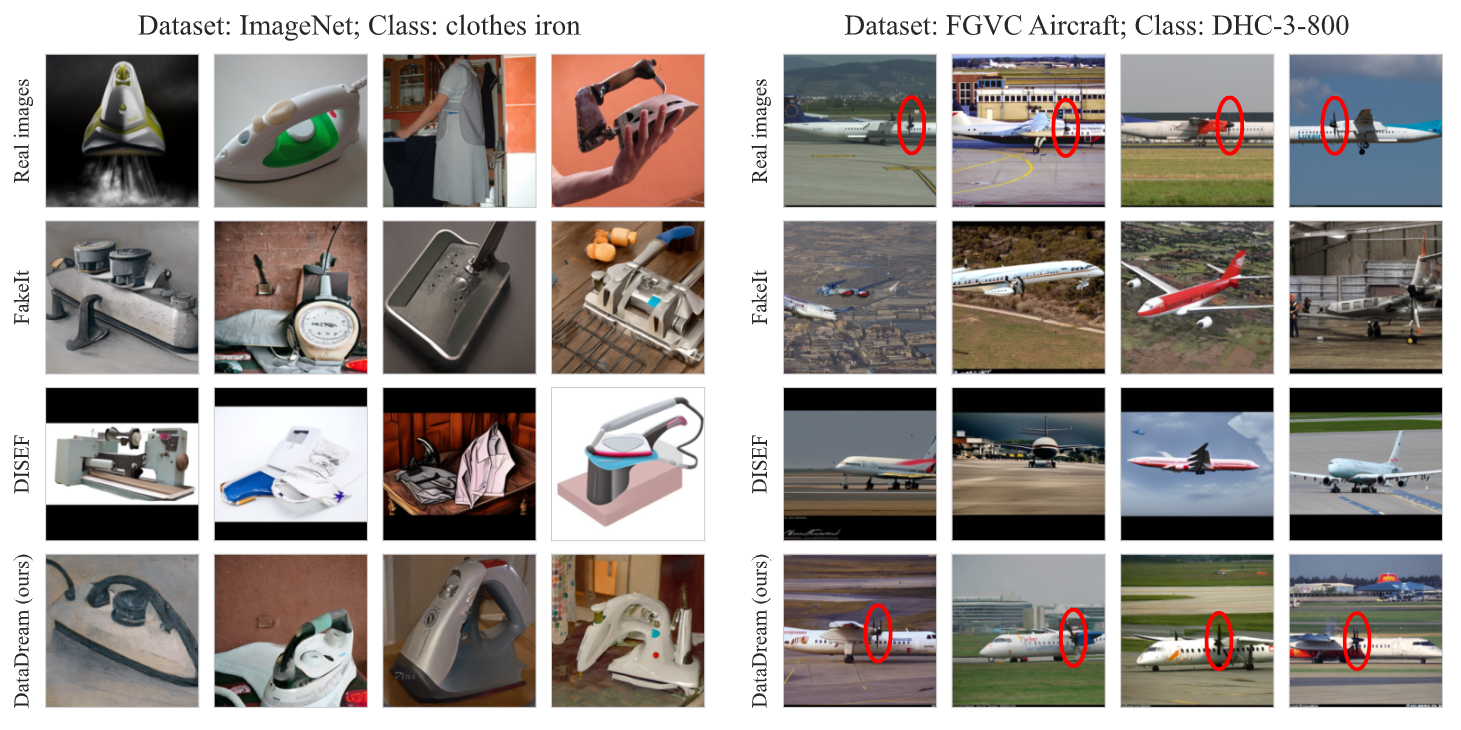 Dataset: ImageNet; Class: clothes iron
Dataset: FGVC Aircraft; Class: DHC-3-800
Real images
Real images
FakeIt
FakeIt
DISEF
DISEF
DataDream (ours)
DataDream (ours)